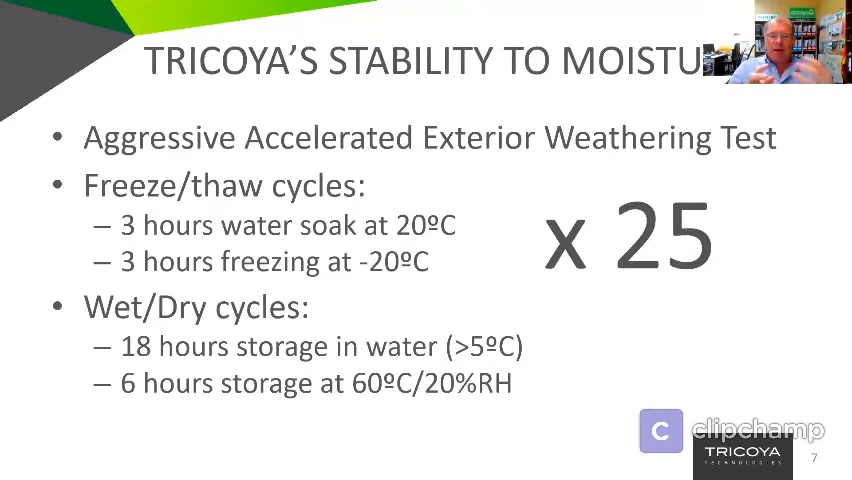 TRICOYA'S STABILITY TO MOISTU
• Aggressive Accelerated Exterior Weathering Test
• Freeze/thaw cycles:
– 3 hours water soak at 20ºC
– 3 hours freezing at -20ºC
x 25
• Wet/Dry cycles:
– 18 hours storage in water (>5ºC)
– 6 hours storage at 60ºC/20%RH
C clipchamp
TRICOYA
TECHNOLOGIES
7